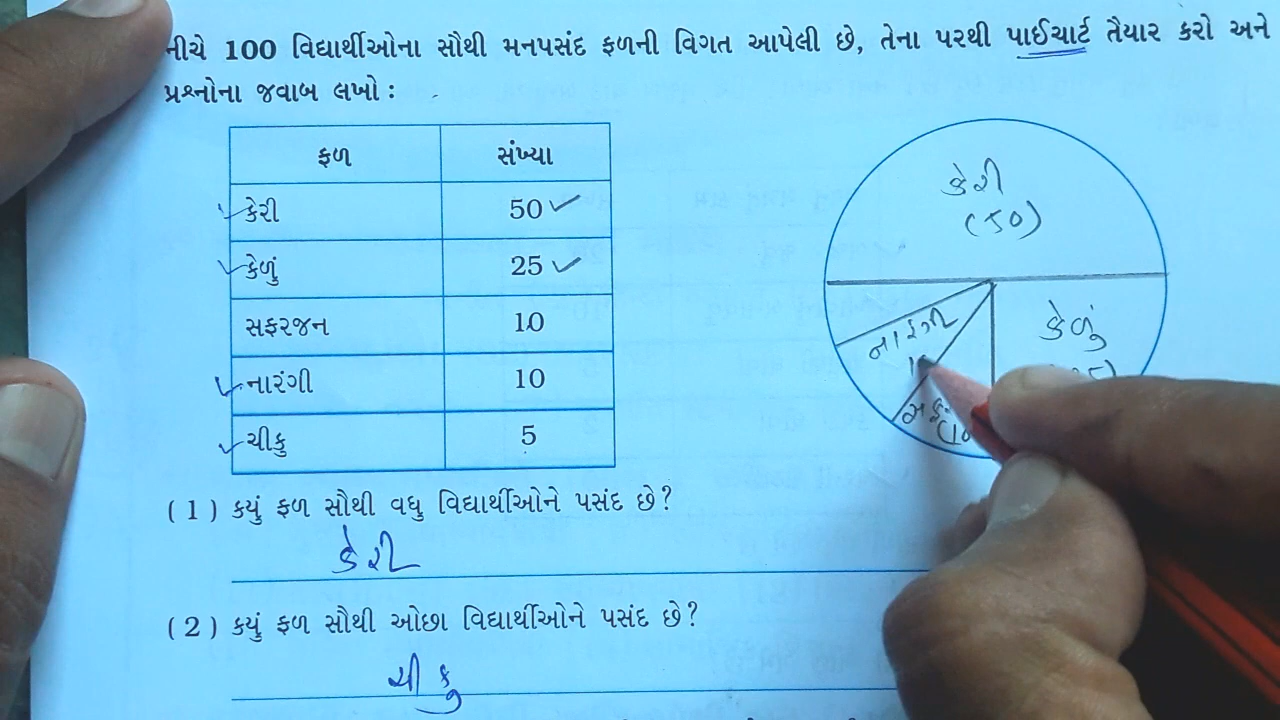 નીચે 100 વિદ્યાર્થીઓના સૌથી મનપસંદ ફળની વિગત આપેલી છે, તેના પરથી પાઈચાર્ટ તૈયાર કરો અને
પ્રશ્નોના જવાબ લખો :
ફળ સંખ્યા
કેરી 50
કેળું 25
સફરજન 10
નારંગી 10
ચીકુ 5
કેરી
(૫૦)
કેળું
નારંગી
(1) કયું ફળ સૌથી વધુ વિદ્યાર્થીઓને પસંદ છે?
કેરી
(2) કયું ફળ સૌથી ઓછા વિદ્યાર્થીઓને પસંદ છે?
ચીકુ